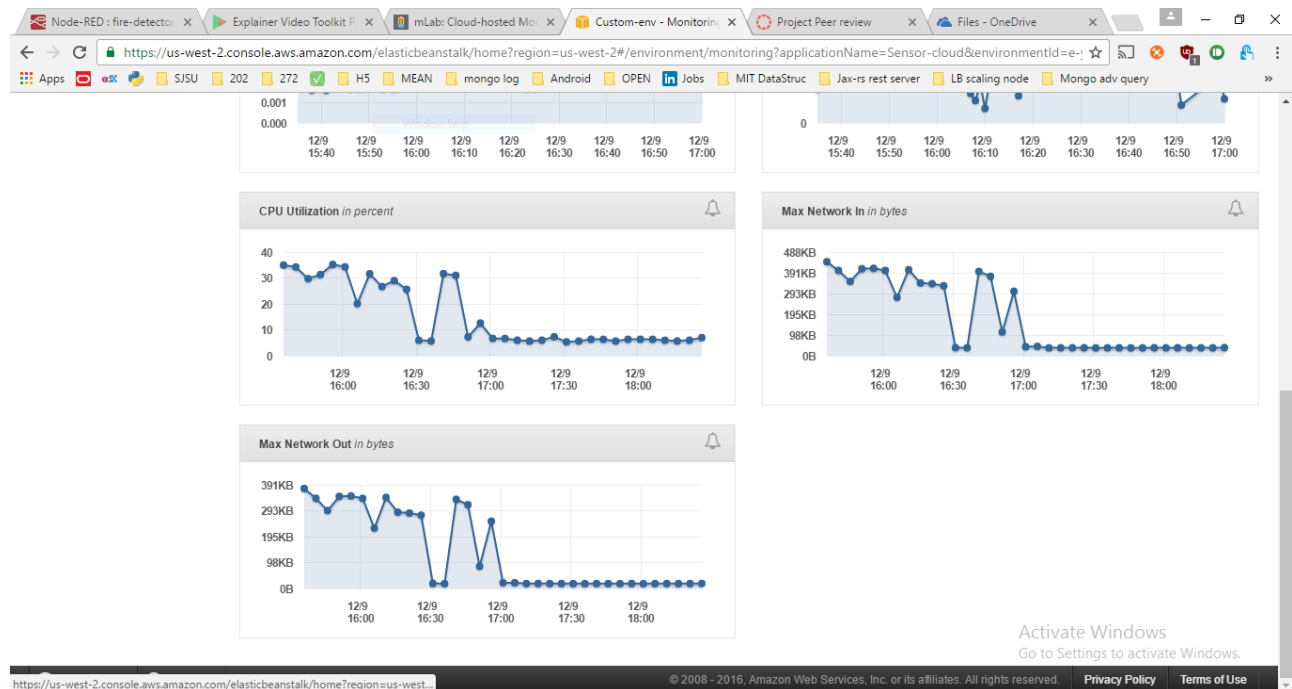 Node-RED : fire-detector
Explainer Video Toolkit P
mLab: Cloud-hosted Mon
Custom-env - Monitoring
Project Peer review
Files - OneDrive
https://us-west-2.console.aws.amazon.com/elasticbeanstalk/home?region=us-west-2#/environment/monitoring?applicationName=Sensor-cloud&environmentId=e-y
Apps SJSU 202 272 H5 MEAN mongo log Android OPEN Jobs MIT DataStruc Jax-rs rest server LB scaling node Mongo adv query »
0.001
0.000
Window Snip
12/9 12/9 12/9 12/9 12/9 12/9 12/9 12/9 12/9
15:40 15:50 16:00 16:10 16:20 16:30 16:40 16:50 17:00
0
12/9 12/9 12/9 12/9 12/9 12/9 12/9 12/9 12/9
15:40 15:50 16:00 16:10 16:20 16:30 16:40 16:50 17:00
CPU Utilization in percent
40
30
20
10
0
12/9 12/9 12/9 12/9 12/9
16:00 16:30 17:00 17:30 18:00
Max Network In in bytes
488KB
391KB
293KB
195KB
98KB
0B
12/9 12/9 12/9 12/9 12/9
16:00 16:30 17:00 17:30 18:00
Max Network Out in bytes
391KB
293KB
195KB
98KB
0B
12/9 12/9 12/9 12/9 12/9
16:00 16:30 17:00 17:30 18:00
Activate Windows
Go to Settings to activate Windows.
© 2008 - 2016, Amazon Web Services, Inc. or its affiliates. All rights reserved. Privacy Policy Terms of Use
https://us-west-2.console.aws.amazon.com/elasticbeanstalk/home?region=us-west...